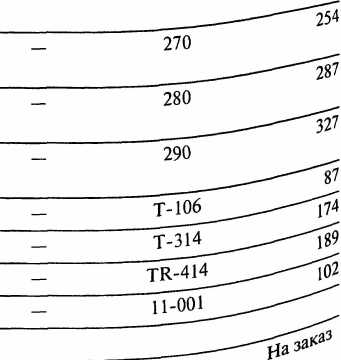 — 270 254
— 280 287
— 290 327
— T-106 87
— T-314 174
— TR-414 189
— 11-001 102
На заказ